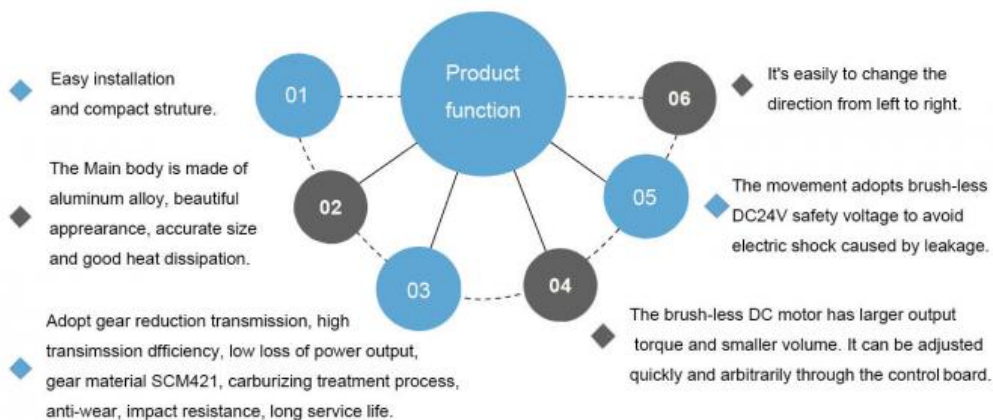 Product
function
01
Easy installation
and compact struture.
02
The Main body is made of
aluminum alloy, beautiful
apprearance, accurate size
and good heat dissipation.
03
Adopt gear reduction transmission, high
transimssion dfficiency, low loss of power output,
gear material SCM421, carburizing treatment process,
anti-wear, impact resistance, long service life.
04
The brush-less DC motor has larger output
torque and smaller volume. It can be adjusted
quickly and arbitrarily through the control board.
05
The movement adopts brush-less
DC24V safety voltage to avoid
electric shock caused by leakage.
06
It's easily to change the
direction from left to right.